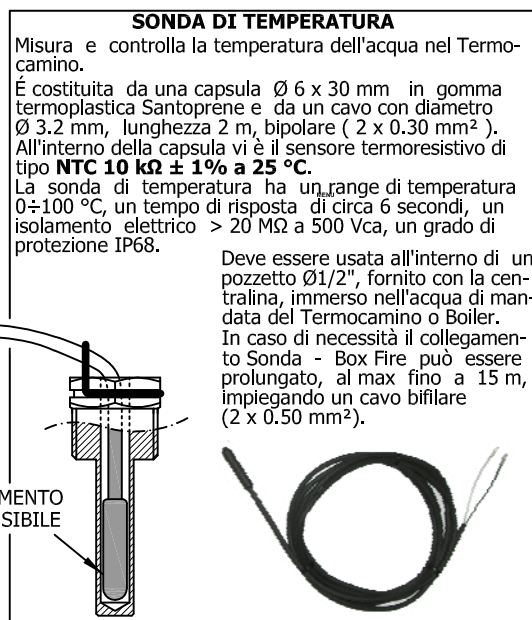 SONDA DI TEMPERATURA
Misura e controlla la temperatura dell'acqua nel Termo-
camino.
É costituita da una capsula Ø 6 x 30 mm in gomma
termoplastica Santoprene e da un cavo con diametro
Ø 3.2 mm, lunghezza 2 m, bipolare ( 2 x 0.30 mm² ).
All'interno della capsula vi è il sensore termoresistivo di
tipo NTC 10 kΩ ± 1% a 25 °C.
La sonda di temperatura ha un range di temperatura
MENU
0÷100 °C, un tempo di risposta di circa 6 secondi, un
isolamento elettrico > 20 MΩ a 500 Vca, un grado di
protezione IP68.
Deve essere usata all'interno di un
pozzetto Ø1/2", fornito con la cen-
tralina, immerso nell'acqua di man-
data del Termocamino o Boiler.
In caso di necessità il collegamen-
to Sonda - Box Fire può essere
prolungato, al max fino a 15 m,
impiegando un cavo bifilare
(2 x 0.50 mm²).
MENTO
SIBILE